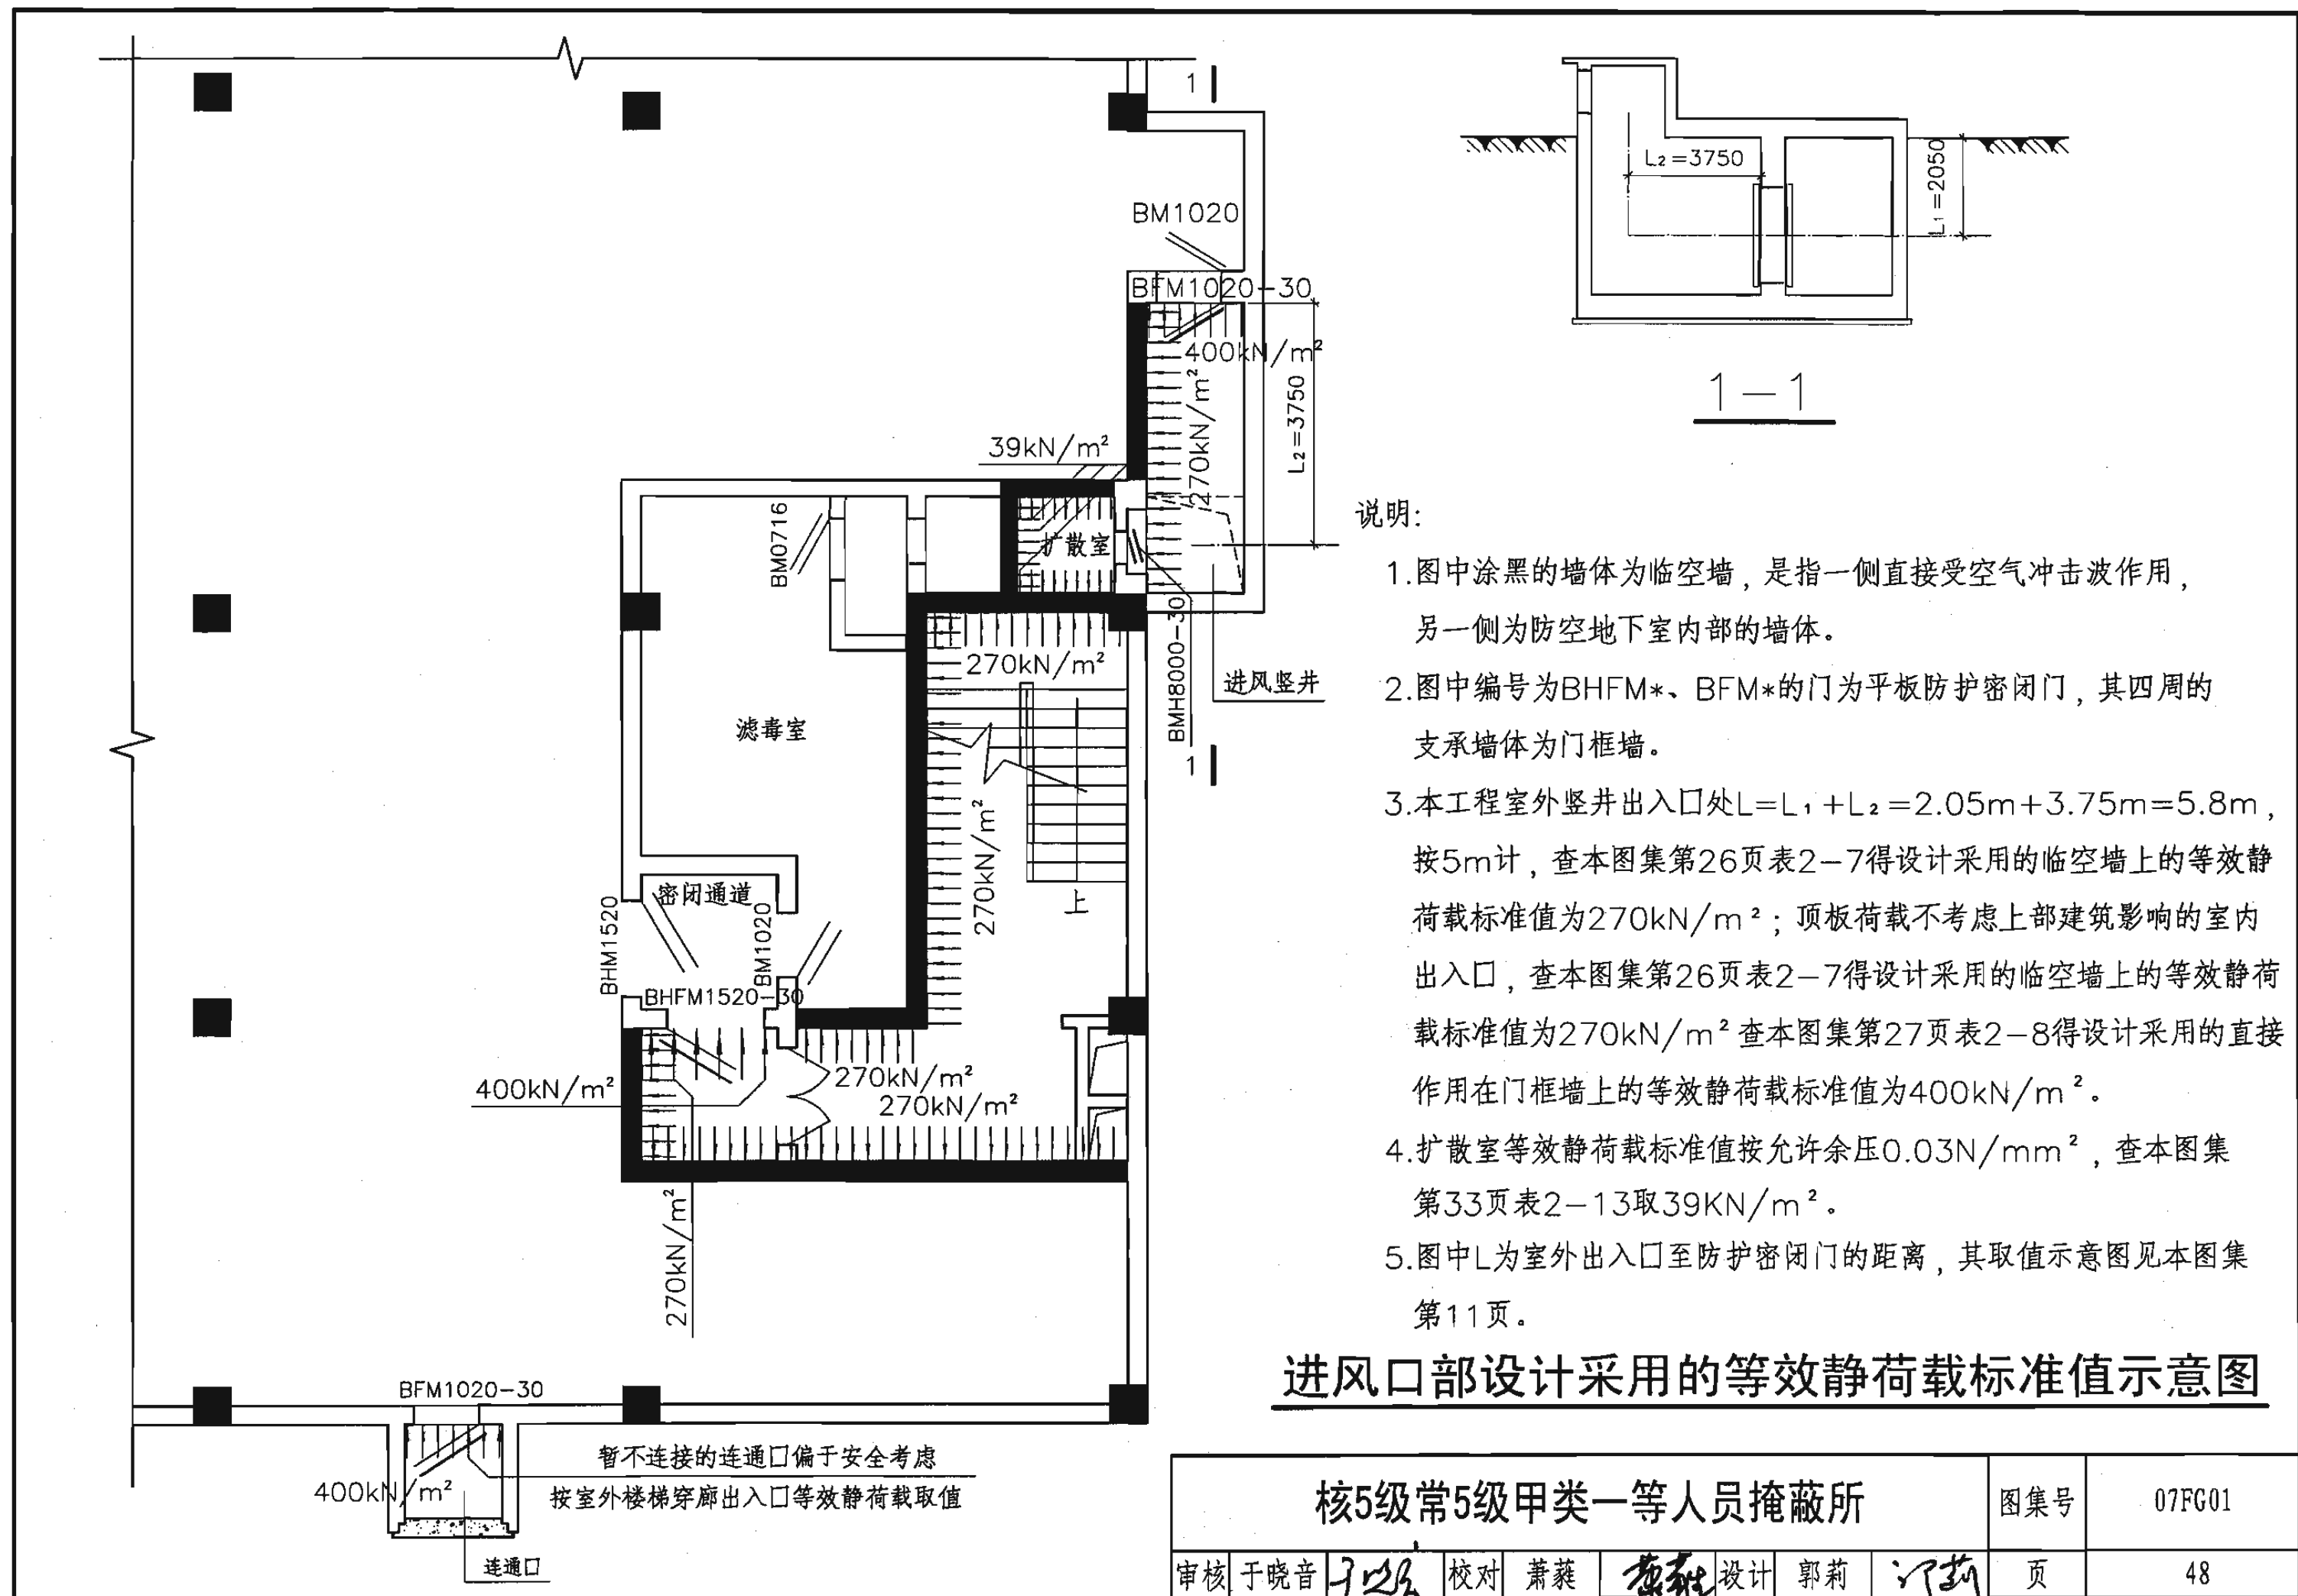 1
BM1020
BFM1020-30
400kN/m²
270kN/m²
L₂=3750
39kN/m²
BM0716
扩散室
270kN/m²
BMH8000-30
进风竖井
1
滤毒室
270kN/m²
上
密闭通道
BHM1520
BM1020
BHFM1520-30
400kN/m²
270kN/m²
270kN/m²
270kN/m²
BFM1020-30
400kN/m²
暂不连接的连通口偏于安全考虑
按室外楼梯穿廊出入口等效静荷载取值
连通口
L₂=3750
L₁=2050
1—1
说明:
1.图中涂黑的墙体为临空墙，是指一侧直接受空气冲击波作用，
另一侧为防空地下室内部的墙体。
2.图中编号为BHFM*、BFM*的门为平板防护密闭门，其四周的
支承墙体为门框墙。
3.本工程室外竖井出入口处L=L₁+L₂=2.05m+3.75m=5.8m，
按5m计，查本图集第26页表2-7得设计采用的临空墙上的等效静
荷载标准值为270kN/m²；顶板荷载不考虑上部建筑影响的室内
出入口，查本图集第26页表2-7得设计采用的临空墙上的等效静荷
载标准值为270kN/m²查本图集第27页表2-8得设计采用的直接
作用在门框墙上的等效静荷载标准值为400kN/m²。
4.扩散室等效静荷载标准值按允许余压0.03N/mm²，查本图集
第33页表2-13取39KN/m²。
5.图中L为室外出入口至防护密闭门的距离，其取值示意图见本图集
第11页。
进风口部设计采用的等效静荷载标准值示意图
核5级常5级甲类一等人员掩蔽所
图集号
07FG01
审核 于晓音 校对 萧蕤 设计 郭莉 页 48